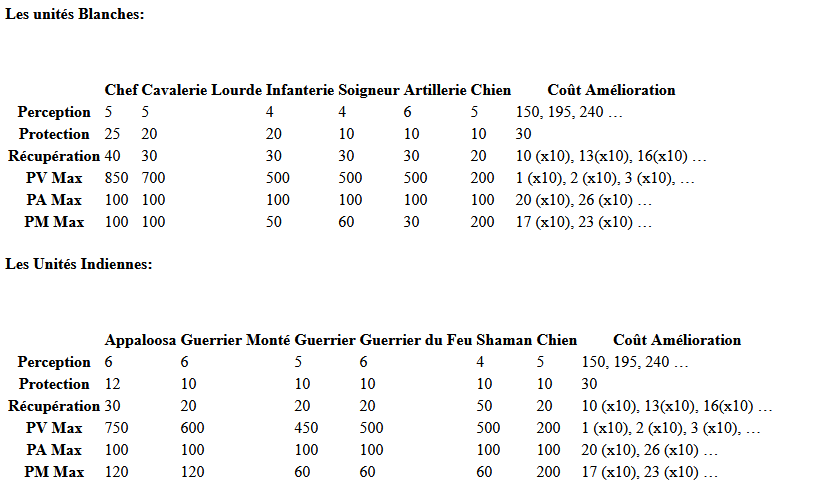 Les unités Blanches:
Chef Cavalerie Lourde Infanterie Soigneur Artillerie Chien Coût Amélioration
Perception 5 5 4 4 6 5 150, 195, 240 …
Protection 25 20 20 10 10 10 30
Récupération 40 30 30 30 30 20 10 (x10), 13(x10), 16(x10) …
PV Max 850 700 500 500 500 200 1 (x10), 2 (x10), 3 (x10), …
PA Max 100 100 100 100 100 100 20 (x10), 26 (x10) …
PM Max 100 100 50 60 30 200 17 (x10), 23 (x10) …
Les Unités Indiennes:
Appaloosa Guerrier Monté Guerrier Guerrier du Feu Shaman Chien Coût Amélioration
Perception 6 6 5 6 4 5 150, 195, 240 …
Protection 12 10 10 10 10 10 30
Récupération 30 20 20 20 50 20 10 (x10), 13(x10), 16(x10) …
PV Max 750 600 450 500 500 200 1 (x10), 2 (x10), 3 (x10), …
PA Max 100 100 100 100 100 100 20 (x10), 26 (x10) …
PM Max 120 120 60 60 60 200 17 (x10), 23 (x10) …